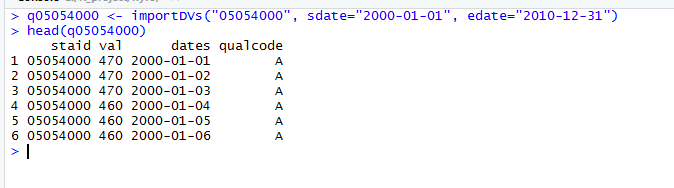 > q05054000 <- importDVs("05054000", sdate="2000-01-01", edate="2010-12-31")
> head(q05054000)
     staid val      dates qualcode
1 05054000 470 2000-01-01        A
2 05054000 470 2000-01-02        A
3 05054000 470 2000-01-03        A
4 05054000 460 2000-01-04        A
5 05054000 460 2000-01-05        A
6 05054000 460 2000-01-06        A
>